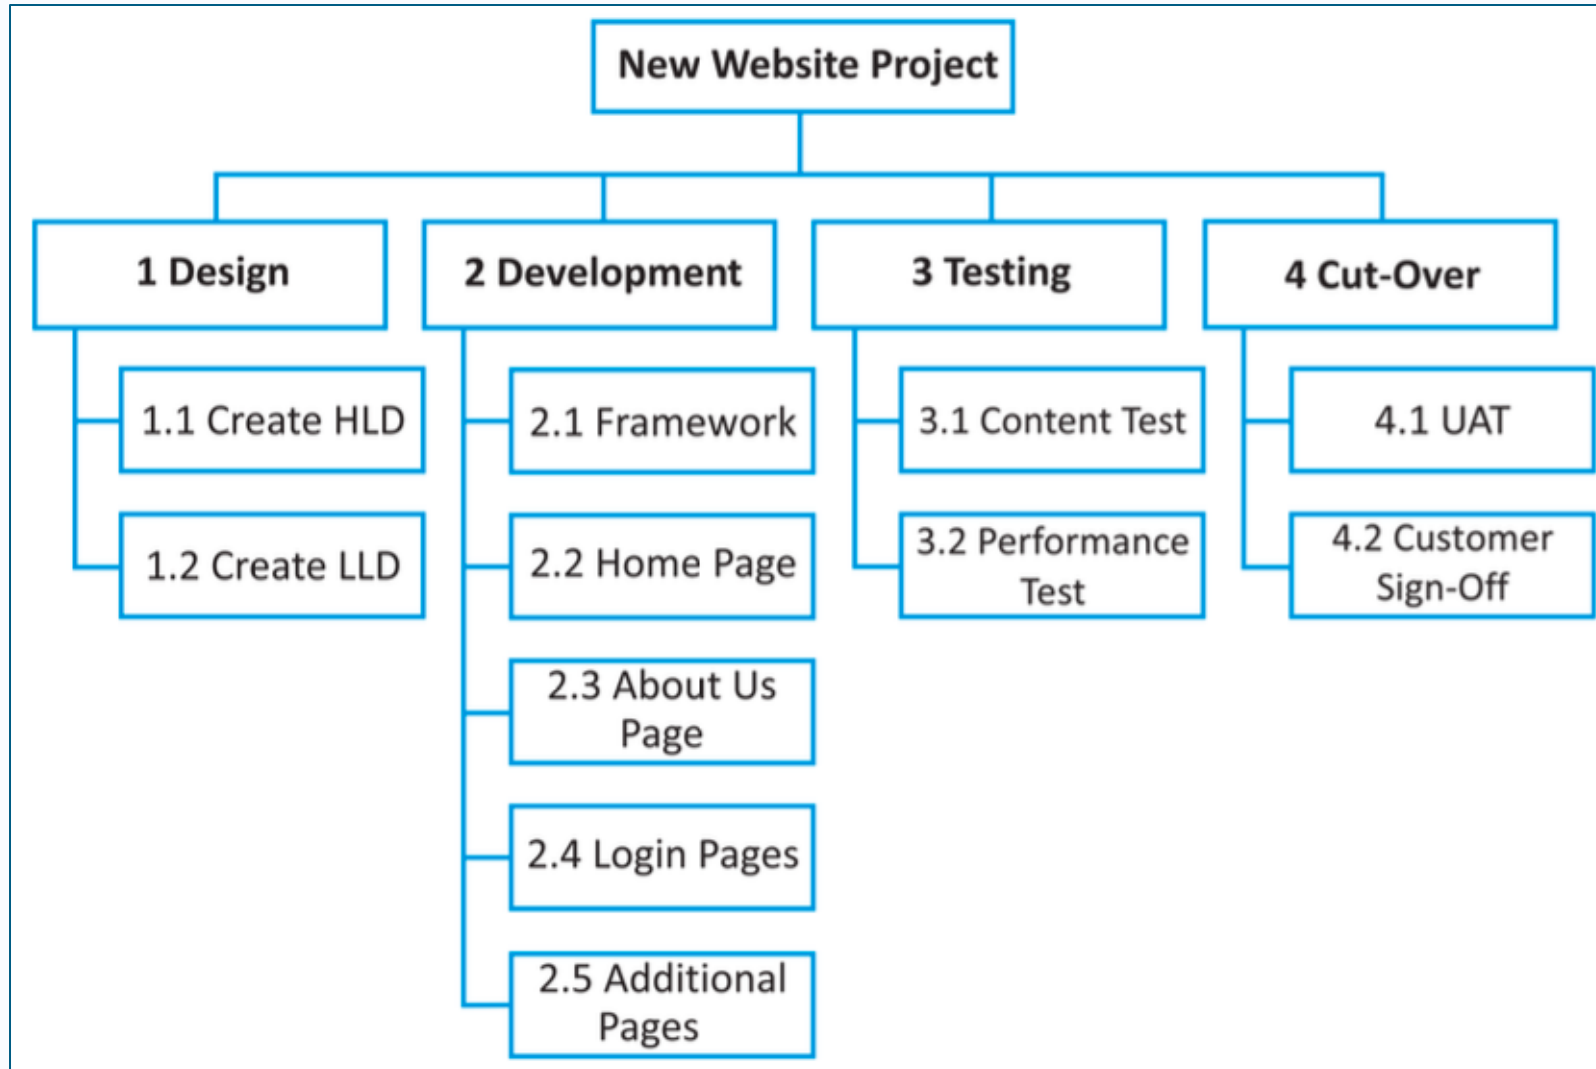 New Website Project
1 Design
2 Development
3 Testing
4 Cut-Over
1.1 Create HLD
2.1 Framework
3.1 Content Test
4.1 UAT
1.2 Create LLD
2.2 Home Page
3.2 Performance
Test
4.2 Customer
Sign-Off
2.3 About Us
Page
2.4 Login Pages
2.5 Additional
Pages